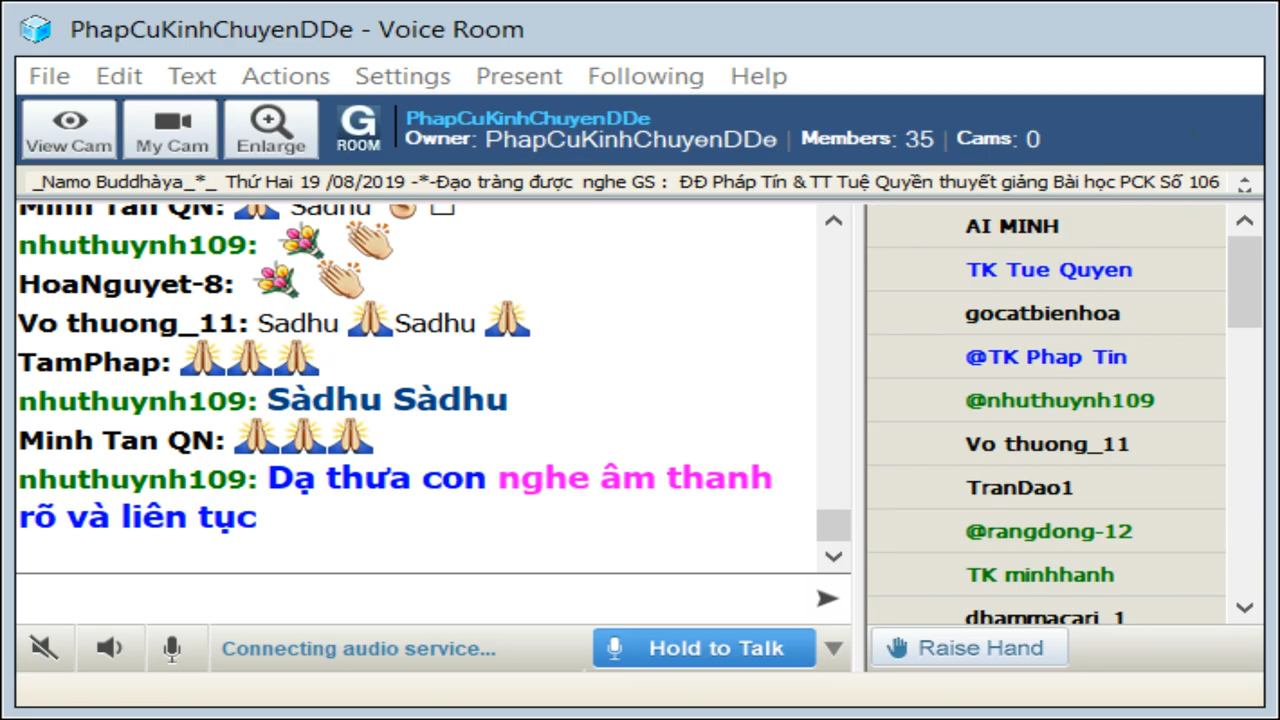 PhapCuKinhChuyenDDe - Voice Room
File Edit Text Actions Settings Present Following Help
View Cam My Cam Enlarge G ROOM PhapCuKinhChuyenDDe
Owner: PhapCuKinhChuyenDDe | Members: 35 | Cams: 0
_Namo Buddhàya_*_ Thứ Hai 19 /08/2019 -*-Đạo tràng được nghe GS : ĐĐ Pháp Tín & TT Tuệ Quyền thuyết giảng Bài học PCK Số 106
Minh Tan QN: 🙏 Sadhu
nhuthuynh109: 💐 👏
HoaNguyet-8: 💐 👏
Vo thuong_11: Sadhu 🙏Sadhu 🙏
TamPhap: 🙏🙏🙏
nhuthuynh109: Sàdhu Sàdhu
Minh Tan QN: 🙏🙏🙏
nhuthuynh109: Dạ thưa con nghe âm thanh
rõ và liên tục
AI MINH
TK Tue Quyen
gocatbienhoa
@TK Phap Tin
@nhuthuynh109
Vo thuong_11
TranDao1
@rangdong-12
TK minhhanh
dhammacari_1
Connecting audio service... Hold to Talk Raise Hand